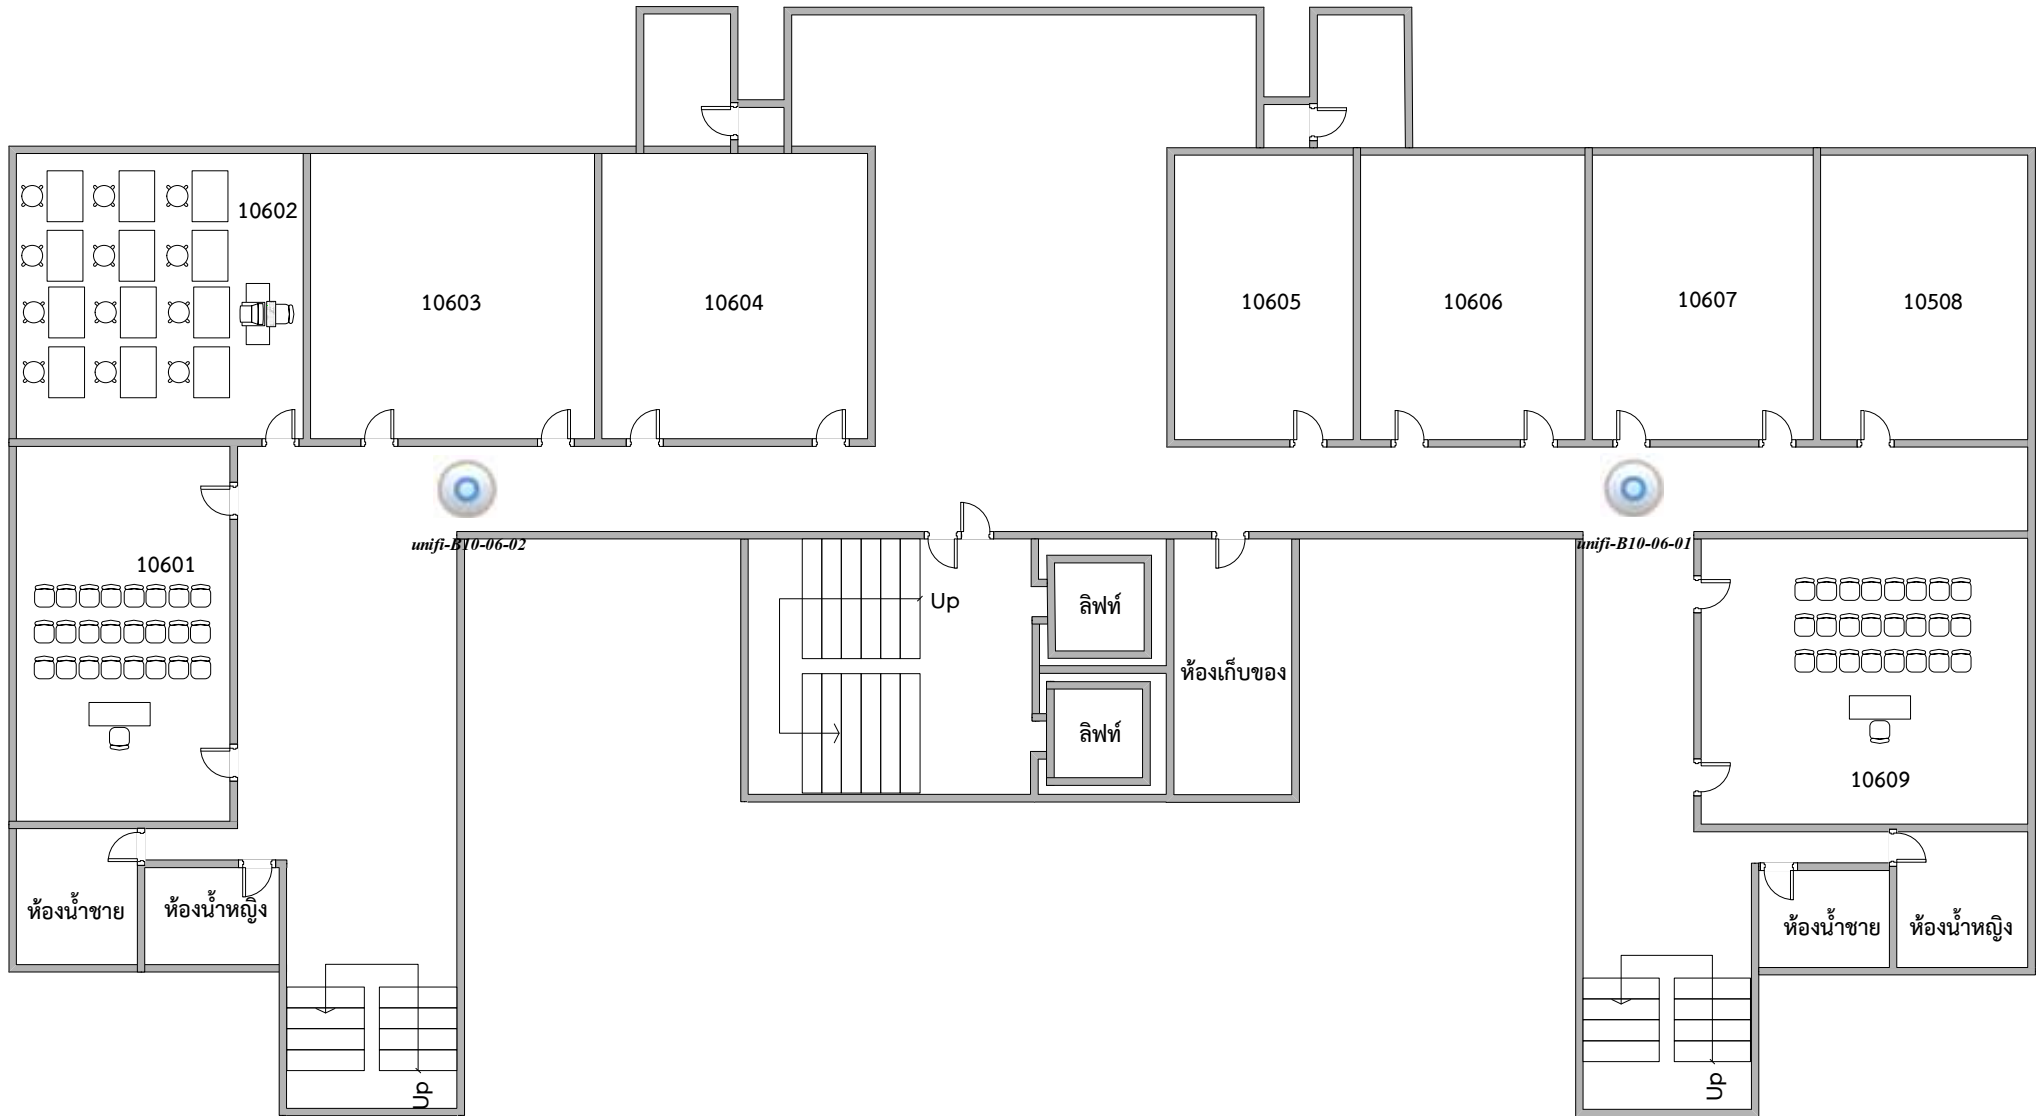 10602
10603
10604
10605
10606
10607
10508
unifi-B10-06-02
unifi-B10-06-01
10601
Up
ลิฟท์
ห้องเก็บของ
ลิฟท์
10609
ห้องน้ำชาย
ห้องน้ำหญิง
ห้องน้ำชาย
ห้องน้ำหญิง
Up
Up